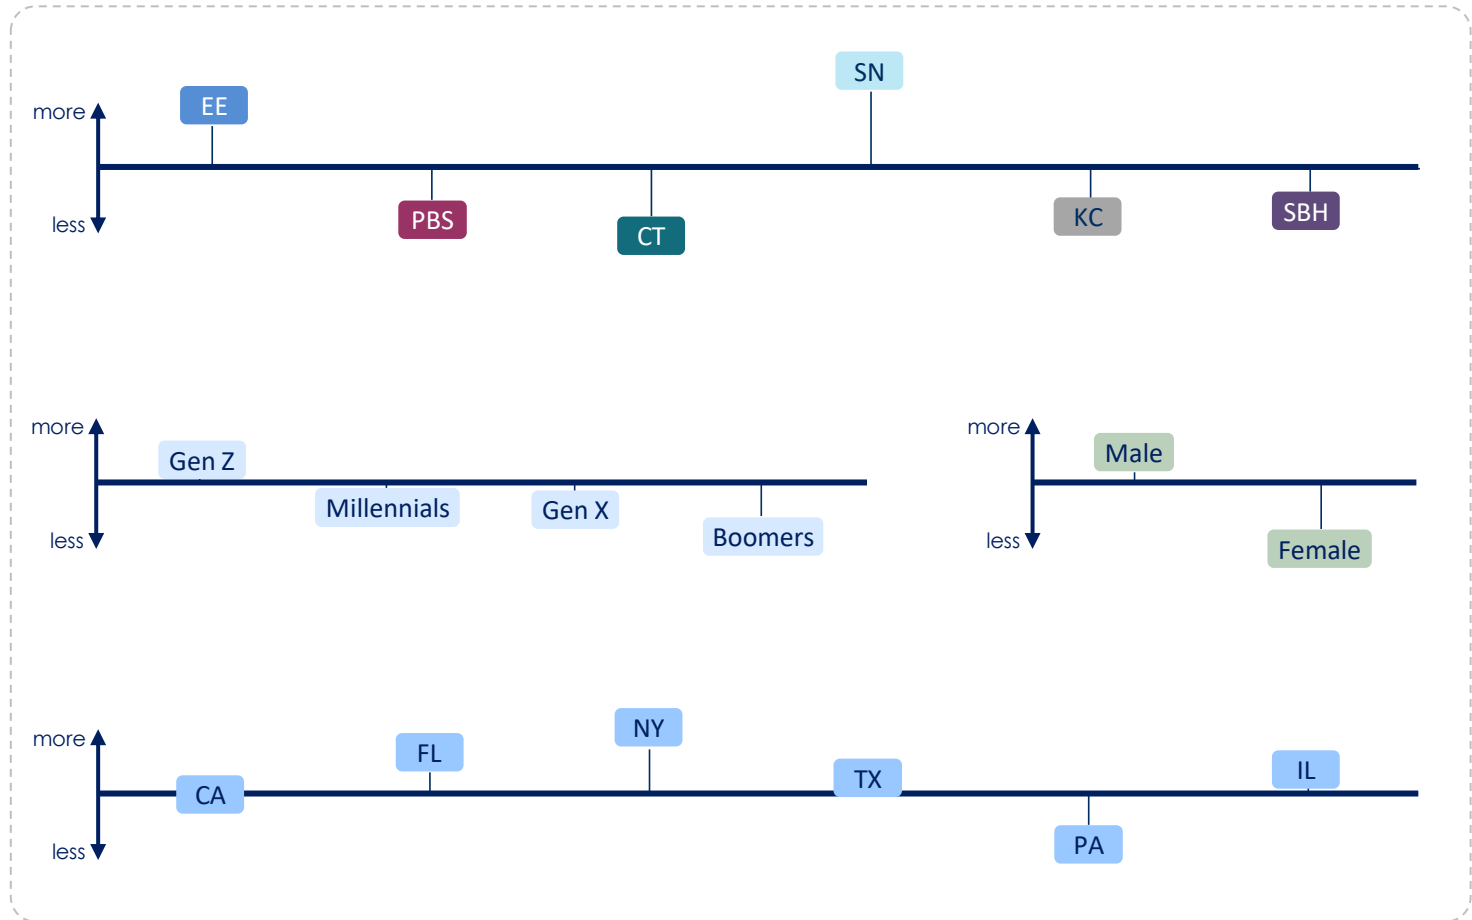 SN
EE
more
less
PBS
CT
KC
SBH
more
Gen Z
Millennials
Gen X
Boomers
less
more
Male
less
Female
more
FL
NY
TX
IL
CA
less
PA